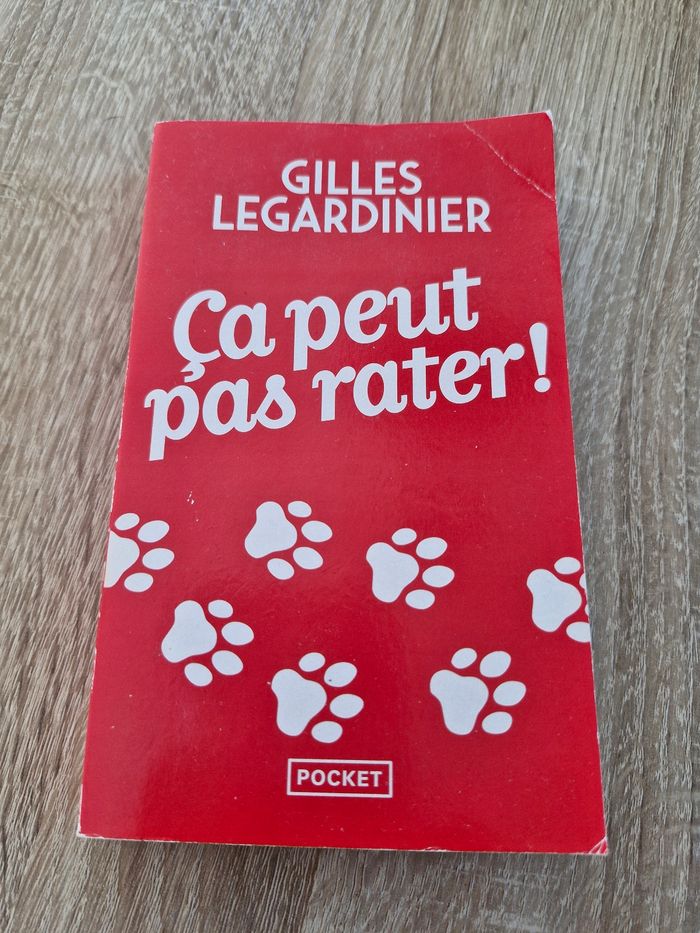 GILLES
LEGARDINIER
Ça peut
pas rater!
POCKET